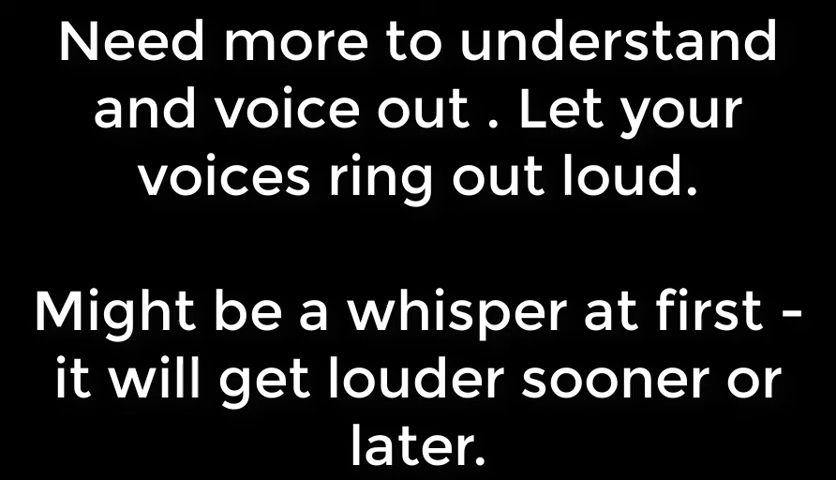 Need more to understand
and voice out . Let your
voices ring out loud.
Might be a whisper at first -
it will get louder sooner or
later.